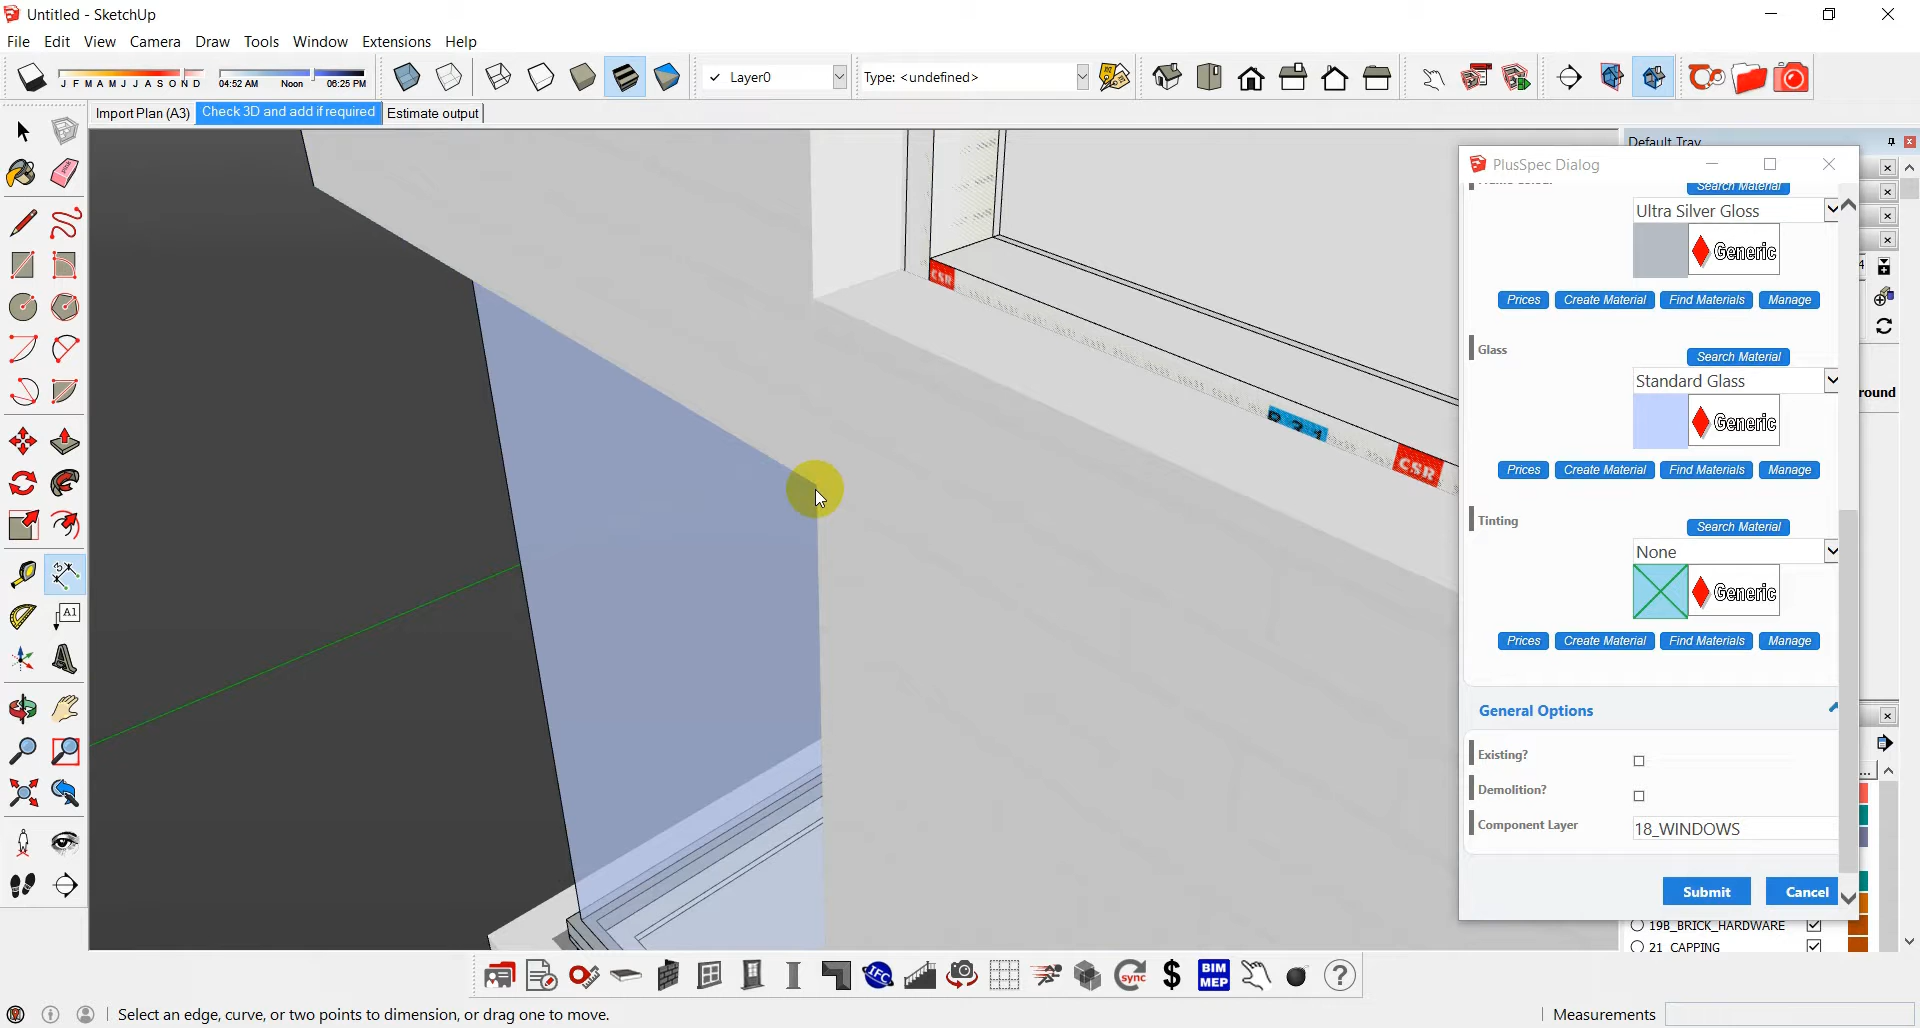 Untitled - SketchUp
File Edit View Camera Draw Tools Window Extensions Help
J F M A M J J A S O N D
04:52 AM Noon 06:25 PM
Layer0
Type: <undefined>
Import Plan (A3) Check 3D and add if required Estimate output
Default Tray
PlusSpec Dialog
Search Material
Ultra Silver Gloss
Generic
Prices Create Material Find Materials Manage
Glass
Search Material
Standard Glass
Generic
Prices Create Material Find Materials Manage
Tinting
Search Material
None
Generic
Prices Create Material Find Materials Manage
General Options
Existing?
Demolition?
Component Layer 18_WINDOWS
Submit Cancel
round
19B_BRICK_HARDWARE
21_CAPPING
CSR
CSR
A1
3
IFC
sync
$
BIM
MEP
?
Select an edge, curve, or two points to dimension, or drag one to move.
Measurements